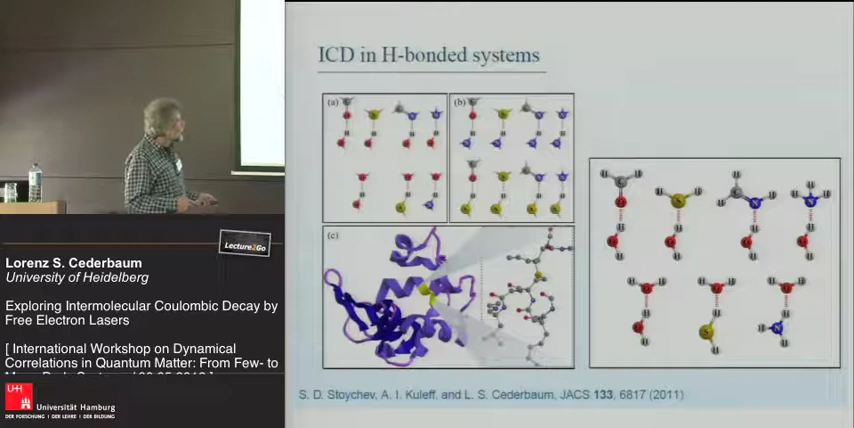 ICD in H-bonded systems
(a)
(b)
(c)
S. D. Stoychev, A. I. Kuleff, and L. S. Cederbaum, JACS 133, 6817 (2011)
Lecture2Go
Lorenz S. Cederbaum
University of Heidelberg
Exploring Intermolecular Coulombic Decay by
Free Electron Lasers
[ International Workshop on Dynamical
Correlations in Quantum Matter: From Few- to
UH
Universität Hamburg
DER FORSCHUNG | DER LEHRE | DER BILDUNG